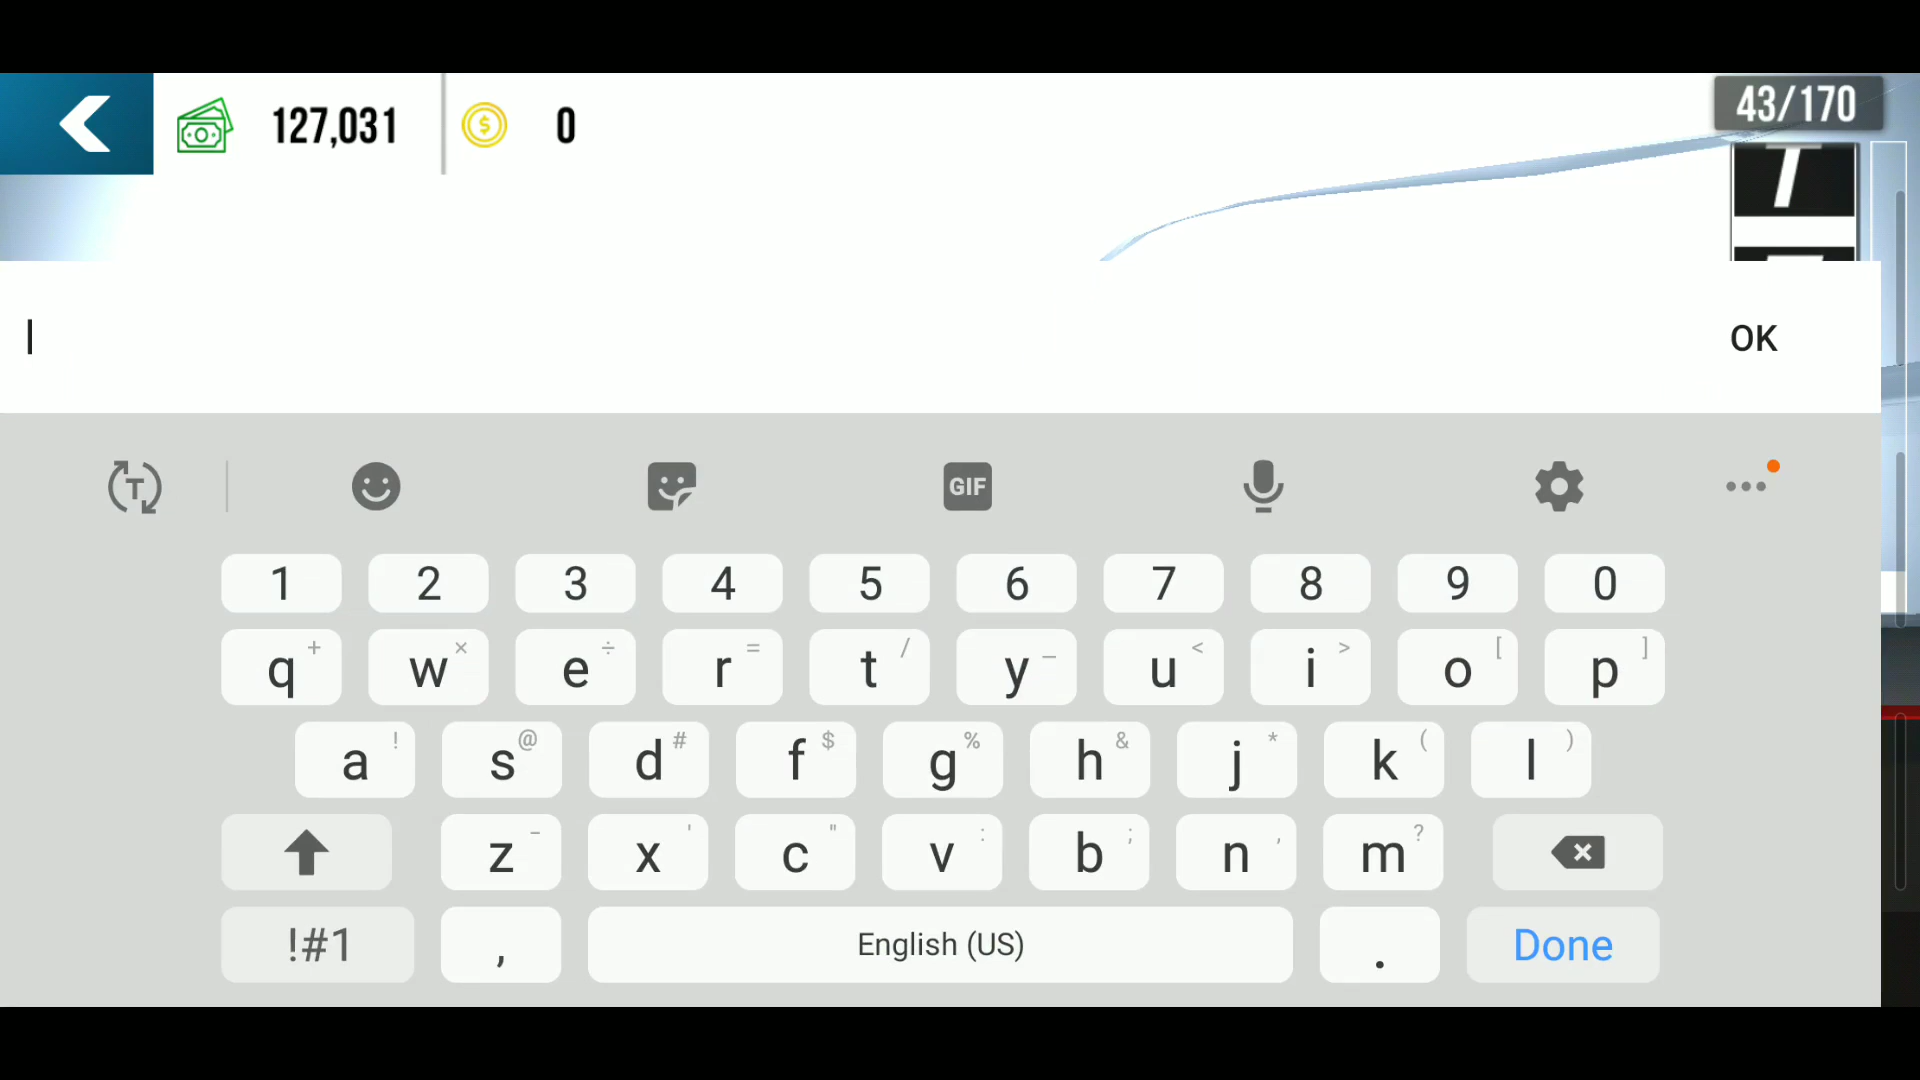 127,031
0
43/170
T
OK
T
GIF
1 2 3 4 5 6 7 8 9 0
q + w × e ÷ r = t / y _ u < i > o [ p ]
a ! s @ d # f $ g % h & j * k ( l )
z - x ' c " v : b ; n , m ?
!#1 , English (US) . Done